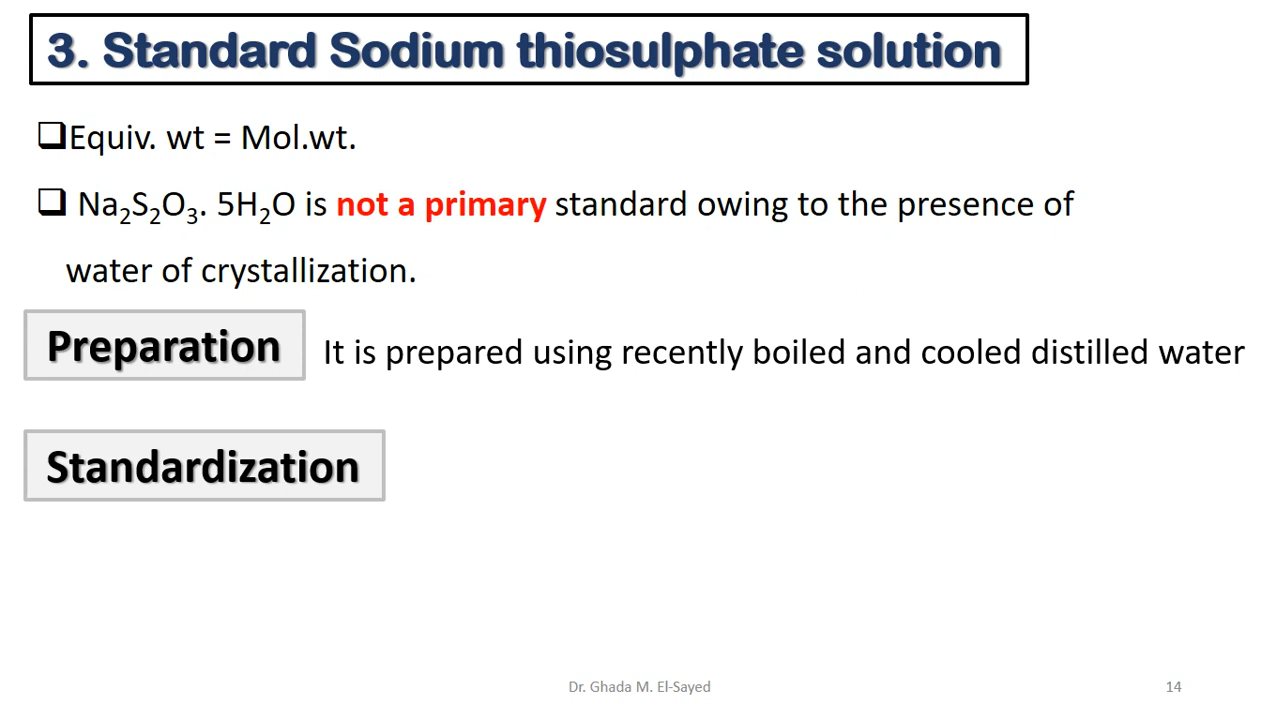 3. Standard Sodium thiosulphate solution
❑Equiv. wt = Mol.wt.
❑ Na₂S₂O₃. 5H₂O is not a primary standard owing to the presence of
water of crystallization.
Preparation It is prepared using recently boiled and cooled distilled water
Standardization
Dr. Ghada M. El-Sayed 14